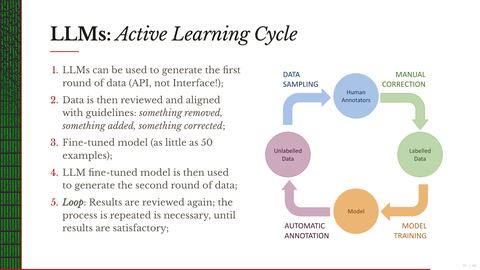 LLMs: Active Learning Cycle
1. LLMs can be used to generate the first
round of data (API, not Interface!);
2. Data is then reviewed and aligned
with guidelines: something removed,
something added, something corrected;
3. Fine-tuned model (as little as 50
examples);
4. LLM fine-tuned model is then used
to generate the second round of data;
5. Loop: Results are reviewed again; the
process is repeated is necessary, until
results are satisfactory;
DATA
SAMPLING
MANUAL
CORRECTION
Human
Annotators
Unlabelled
Data
Labelled
Data
Model
AUTOMATIC
ANNOTATION
MODEL
TRAINING